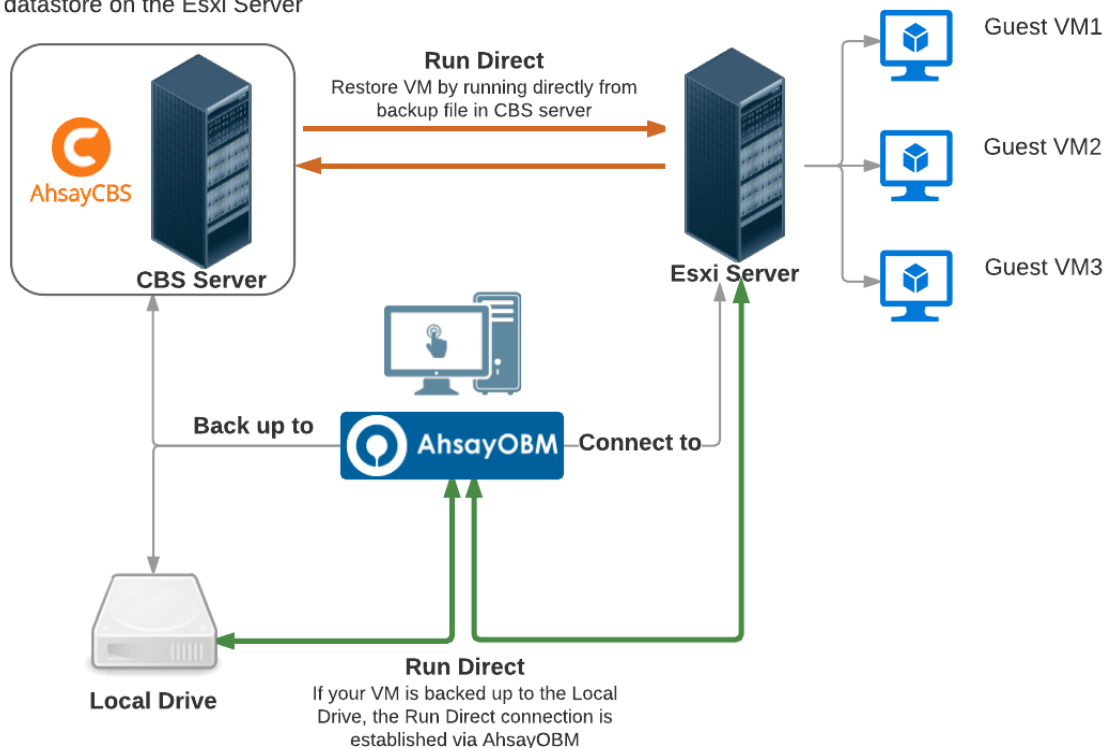 datastore on the Esxi Server
Run Direct
Restore VM by running directly from
backup file in CBS server
Guest VM1
Guest VM2
Guest VM3
AhsayCBS
CBS Server
Esxi Server
Back up to
AhsayOBM
Connect to
Local Drive
Run Direct
If your VM is backed up to the Local
Drive, the Run Direct connection is
established via AhsayOBM